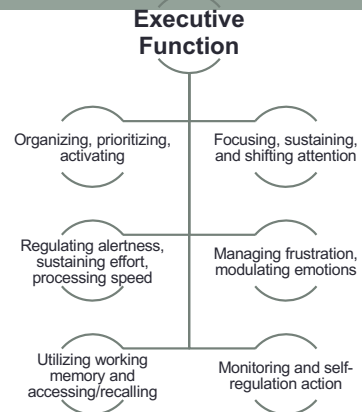 Executive
Function
Organizing, prioritizing,
activating
Focusing, sustaining,
and shifting attention
Regulating alertness,
sustaining effort,
processing speed
Managing frustration,
modulating emotions
Utilizing working
memory and
accessing/recalling
Monitoring and self-
regulation action